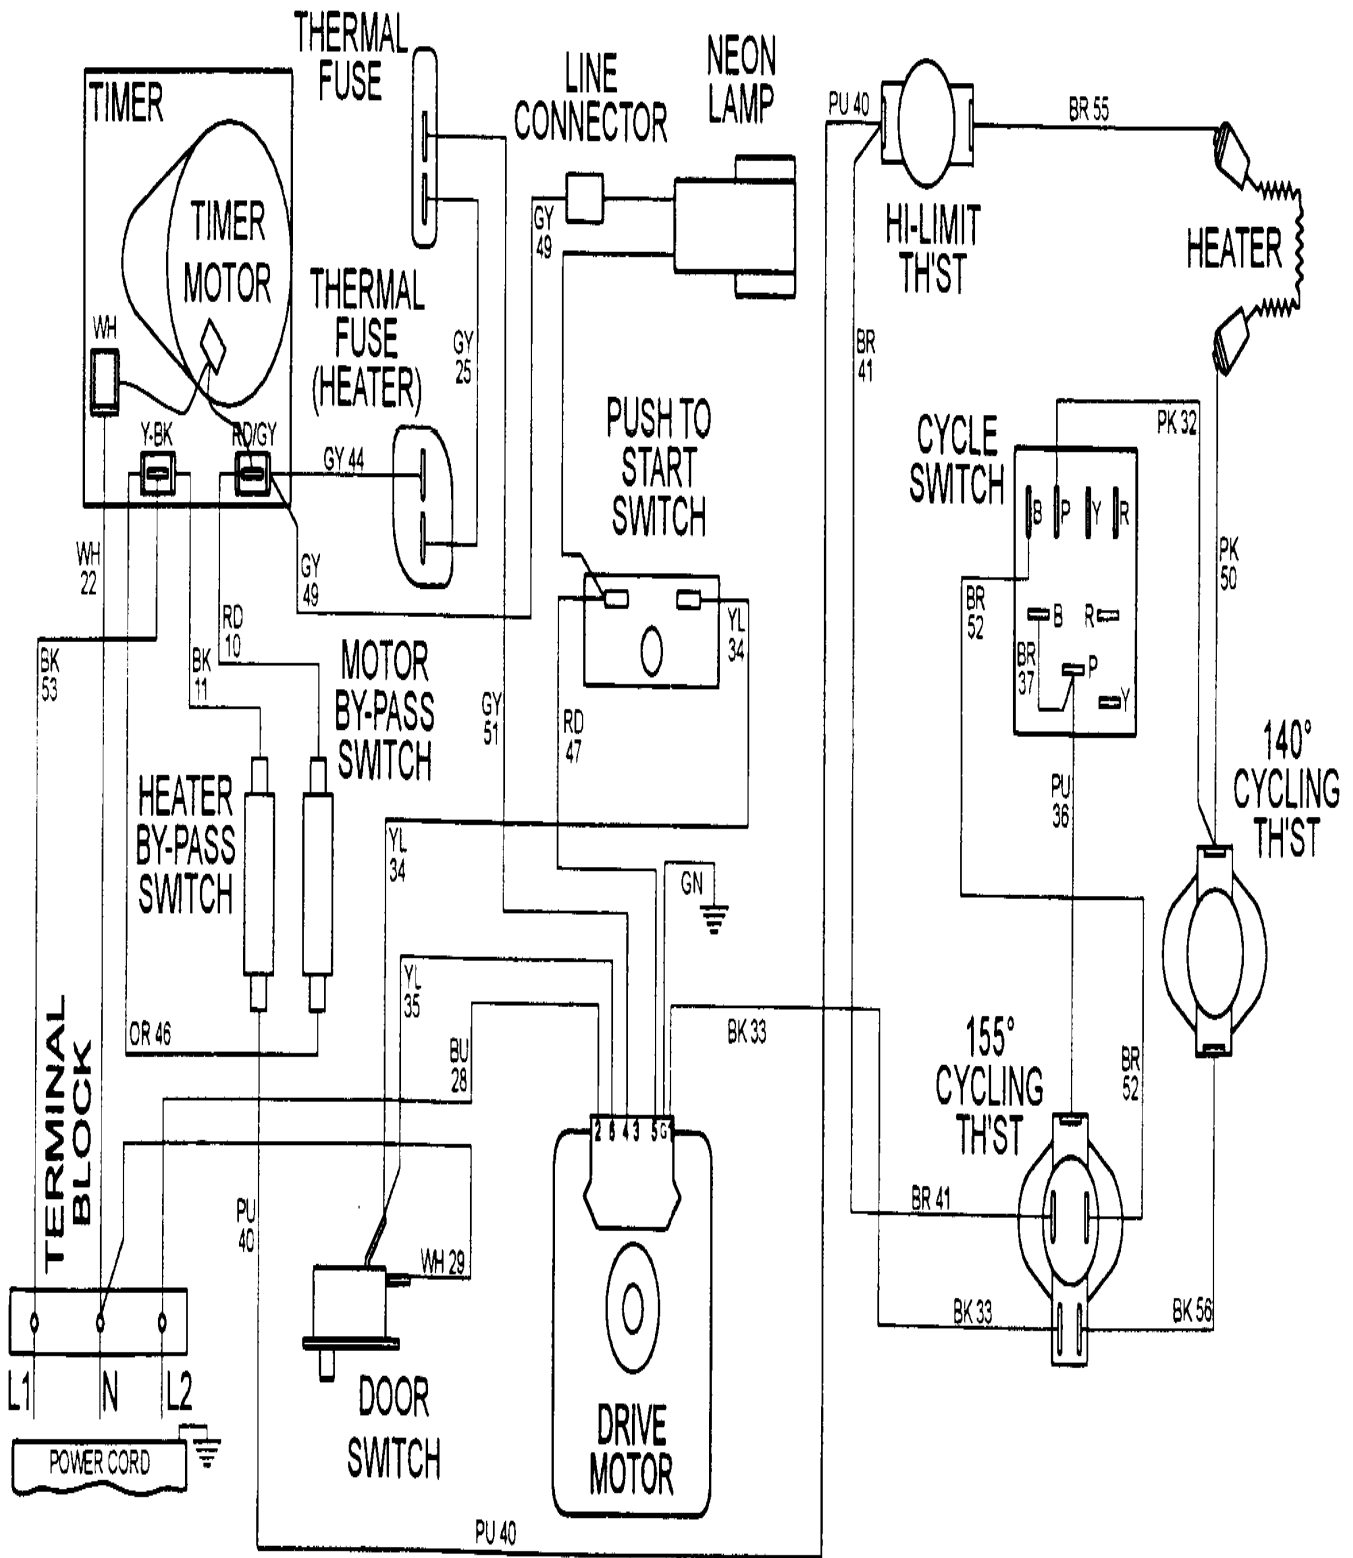 THERMAL
FUSE
LINE
CONNECTOR
NEON
LAMP
TIMER
TIMER
MOTOR
PU 40
BR 55
HI-LIMIT
TH'ST
HEATER
GY
49
THERMAL
FUSE
(HEATER)
GY
25
WH
Y-BK
RD/GY
GY 44
BR
41
PUSH TO
START
SWITCH
CYCLE
SWITCH
PK 32
B
P
Y
R
WH
22
GY
49
PK
50
BR
52
B
R
RD
10
YL
34
BK
53
BK
11
MOTOR
BY-PASS
SWITCH
BR
37
P
Y
GY
51
RD
47
140°
CYCLING
TH'ST
HEATER
BY-PASS
SWITCH
PU
36
YL
34
GN
YL
35
OR 46
BU
28
BK 33
155°
CYCLING
TH'ST
BR
52
TERMINAL
BLOCK
2
4
3
5
G
PU
40
BR 41
WH 29
BK 33
BK 56
L1
N
L2
DOOR
SWITCH
DRIVE
MOTOR
POWER CORD
PU 40